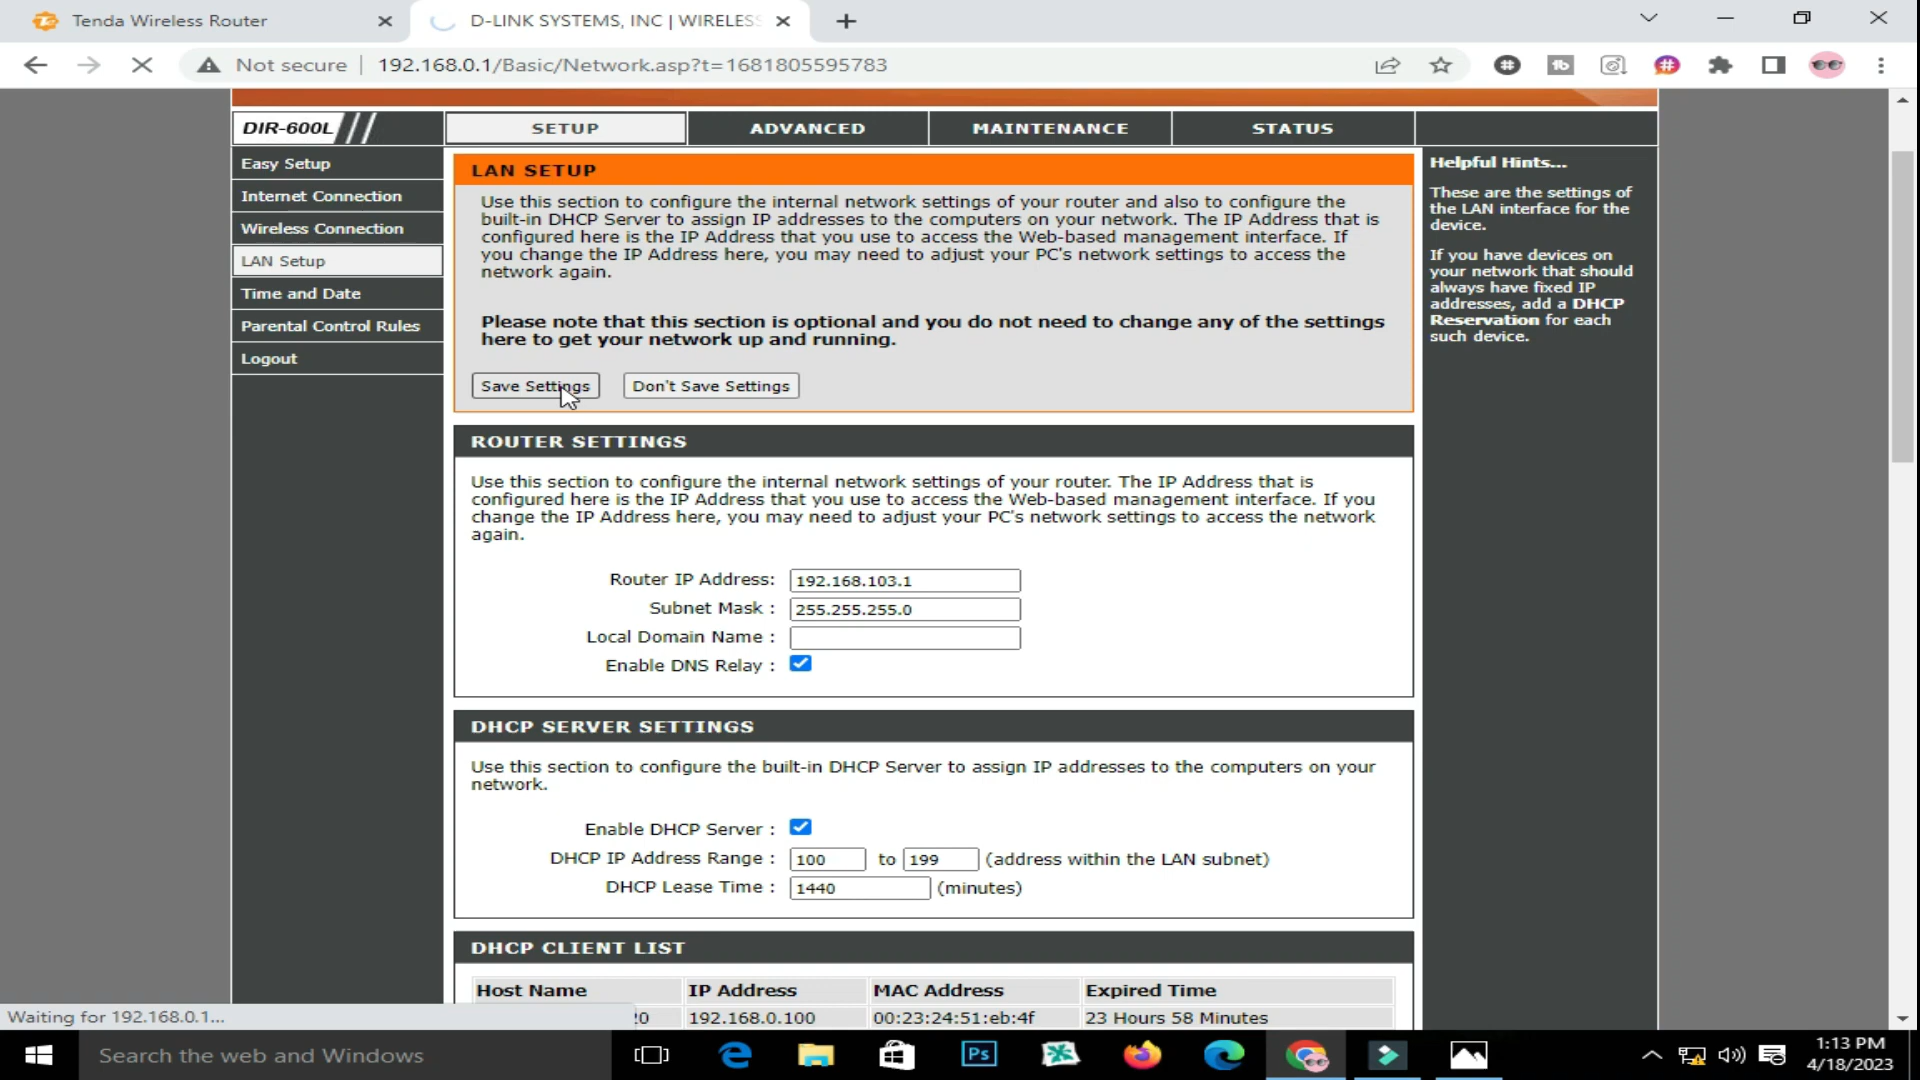 Tenda Wireless Router
D-LINK SYSTEMS, INC | WIRELESS
Not secure
192.168.0.1/Basic/Network.asp?t=1681805595783
DIR-600L
SETUP
ADVANCED
MAINTENANCE
STATUS
Easy Setup
Internet Connection
Wireless Connection
LAN Setup
Time and Date
Parental Control Rules
Logout
LAN SETUP
Use this section to configure the internal network settings of your router and also to configure the
built-in DHCP Server to assign IP addresses to the computers on your network. The IP Address that is
configured here is the IP Address that you use to access the Web-based management interface. If
you change the IP Address here, you may need to adjust your PC's network settings to access the
network again.
Please note that this section is optional and you do not need to change any of the settings
here to get your network up and running.
Save Settings
Don't Save Settings
ROUTER SETTINGS
Use this section to configure the internal network settings of your router. The IP Address that is
configured here is the IP Address that you use to access the Web-based management interface. If you
change the IP Address here, you may need to adjust your PC's network settings to access the network
again.
Router IP Address: 192.168.103.1
Subnet Mask : 255.255.255.0
Local Domain Name :
Enable DNS Relay :
DHCP SERVER SETTINGS
Use this section to configure the built-in DHCP Server to assign IP addresses to the computers on your
network.
Enable DHCP Server :
DHCP IP Address Range : 100 to 199 (address within the LAN subnet)
DHCP Lease Time : 1440 (minutes)
DHCP CLIENT LIST
Host Name IP Address MAC Address Expired Time
20 192.168.0.100 00:23:24:51:eb:4f 23 Hours 58 Minutes
Helpful Hints...
These are the settings of
the LAN interface for the
device.
If you have devices on
your network that should
always have fixed IP
addresses, add a DHCP
Reservation for each
such device.
Waiting for 192.168.0.1...
Search the web and Windows
Ps
1:13 PM
4/18/2023